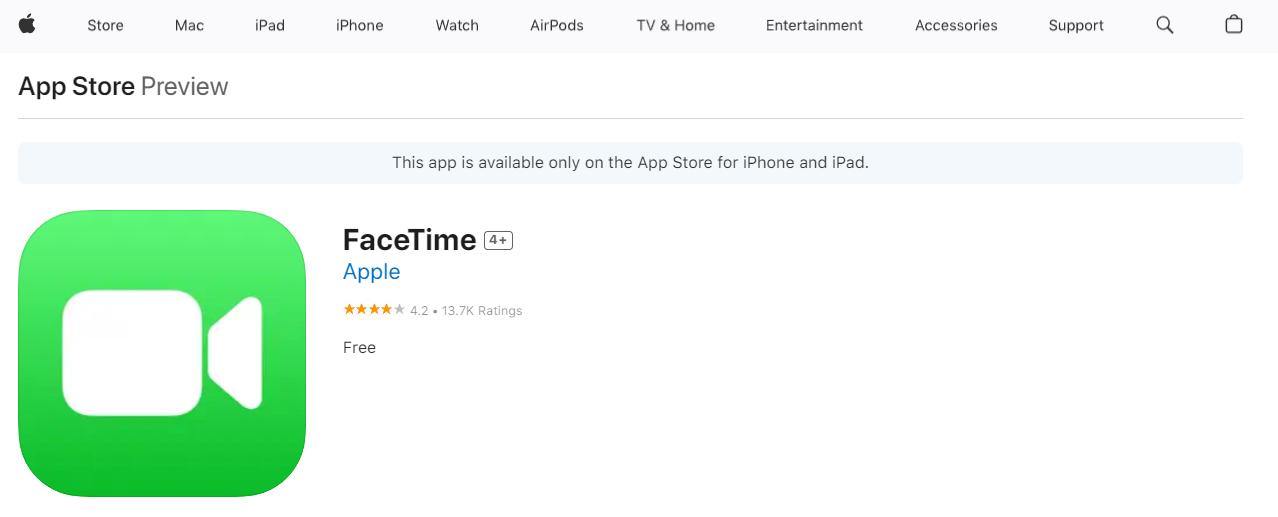 Store Mac iPad iPhone Watch AirPods TV & Home Entertainment Accessories Support
App Store Preview
This app is available only on the App Store for iPhone and iPad.
FaceTime 4+
Apple
4.2 • 13.7K Ratings
Free